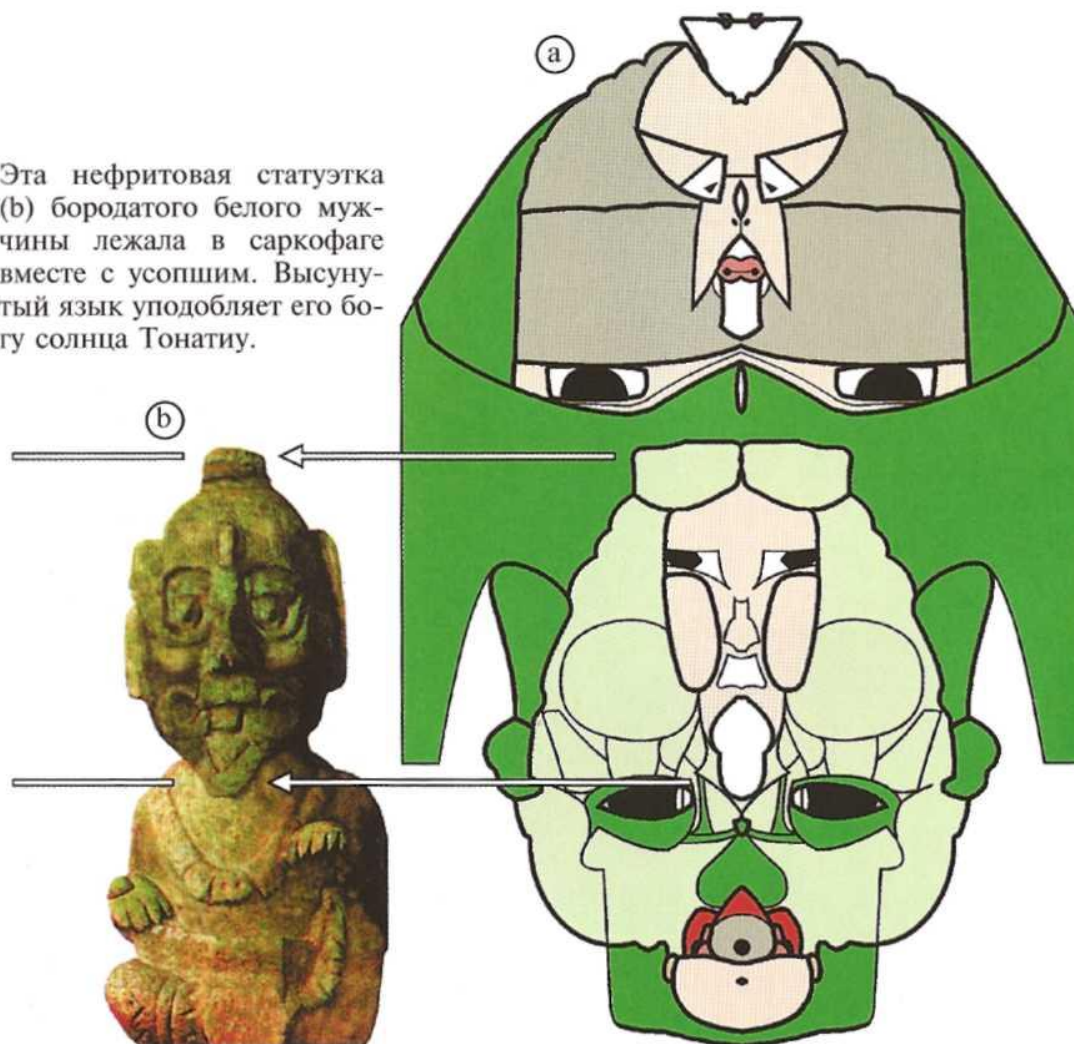 Эта нефритовая статуэтка
(b) бородатого белого муж-
чины лежала в саркофаге
вместе с усопшим. Высуну-
тый язык уподобляет его бо-
гу солнца Тонатиу.
a
b